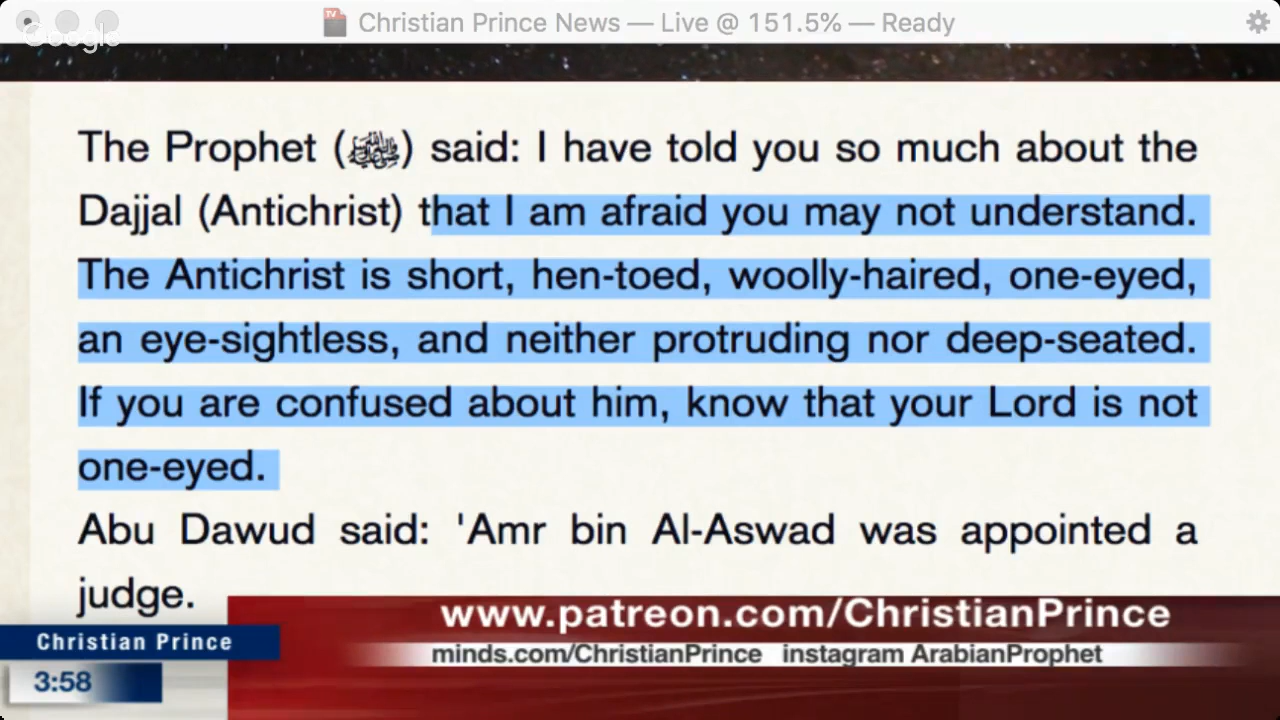 Christian Prince News — Live @ 151.5% — Ready
Google
The Prophet (ﷺ) said: I have told you so much about the
Dajjal (Antichrist) that I am afraid you may not understand.
The Antichrist is short, hen-toed, woolly-haired, one-eyed,
an eye-sightless, and neither protruding nor deep-seated.
If you are confused about him, know that your Lord is not
one-eyed.
Abu Dawud said: 'Amr bin Al-Aswad was appointed a
judge.
www.patreon.com/ChristianPrince
Christian Prince
minds.com/ChristianPrince instagram ArabianProphet
3:58